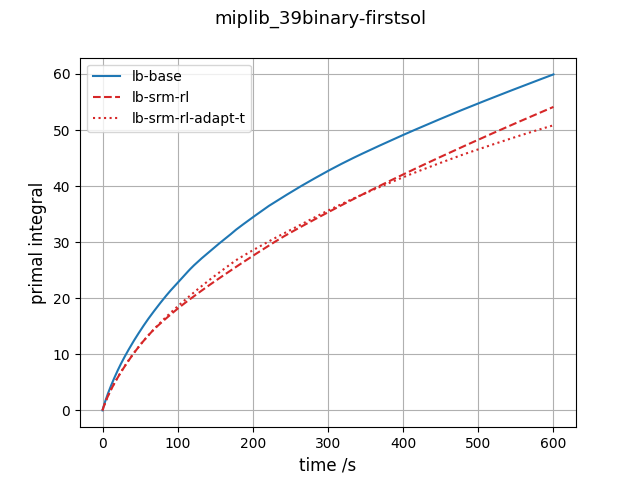 miplib_39binary-firstsol
lb-base
lb-srm-rl
lb-srm-rl-adapt-t
primal integral
60
50
40
30
20
10
0
0 100 200 300 400 500 600
time /s